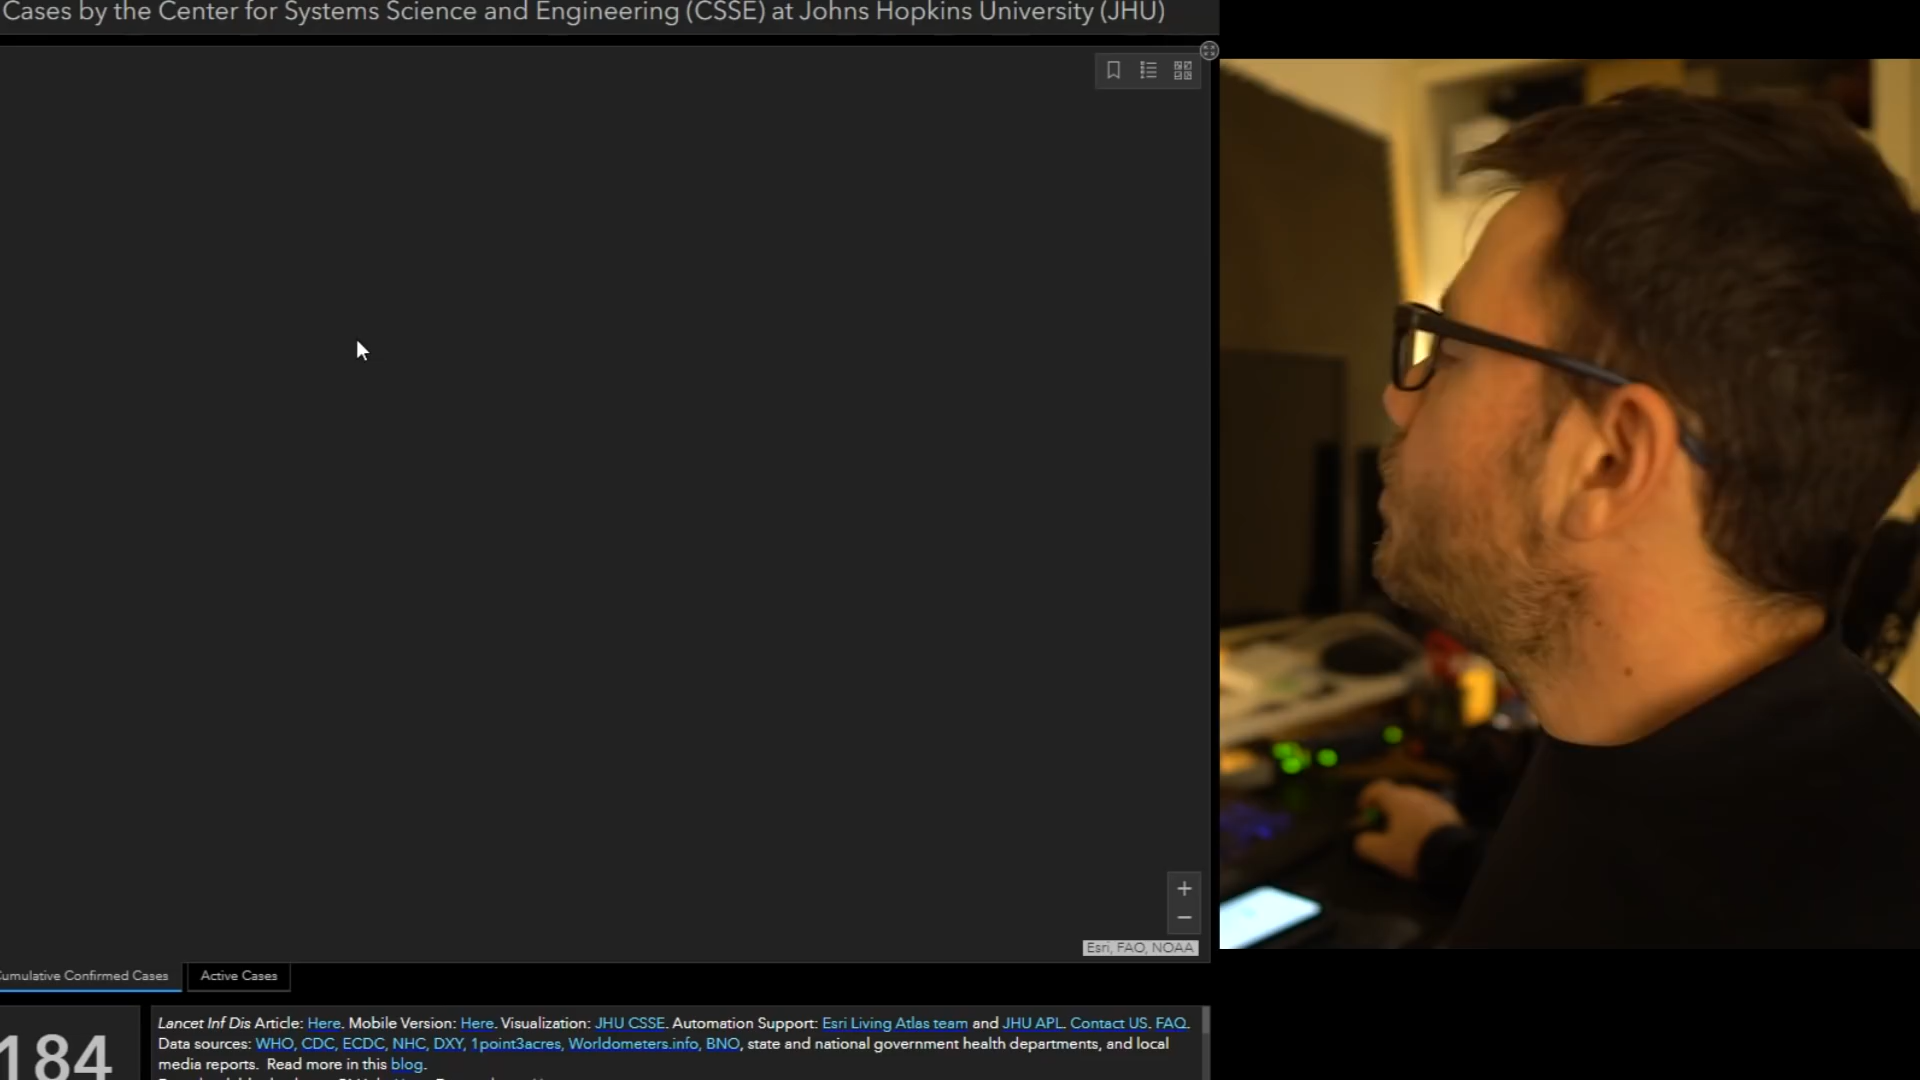 Cases by the Center for Systems Science and Engineering (CSSE) at Johns Hopkins University (JHU)
+
−
Esri, FAO, NOAA
Cumulative Confirmed Cases
Active Cases
184
Lancet Inf Dis Article: Here. Mobile Version: Here. Visualization: JHU CSSE. Automation Support: Esri Living Atlas team and JHU APL. Contact US. FAQ.
Data sources: WHO, CDC, ECDC, NHC, DXY, 1point3acres, Worldometers.info, BNO, state and national government health departments, and local
media reports. Read more in this blog.